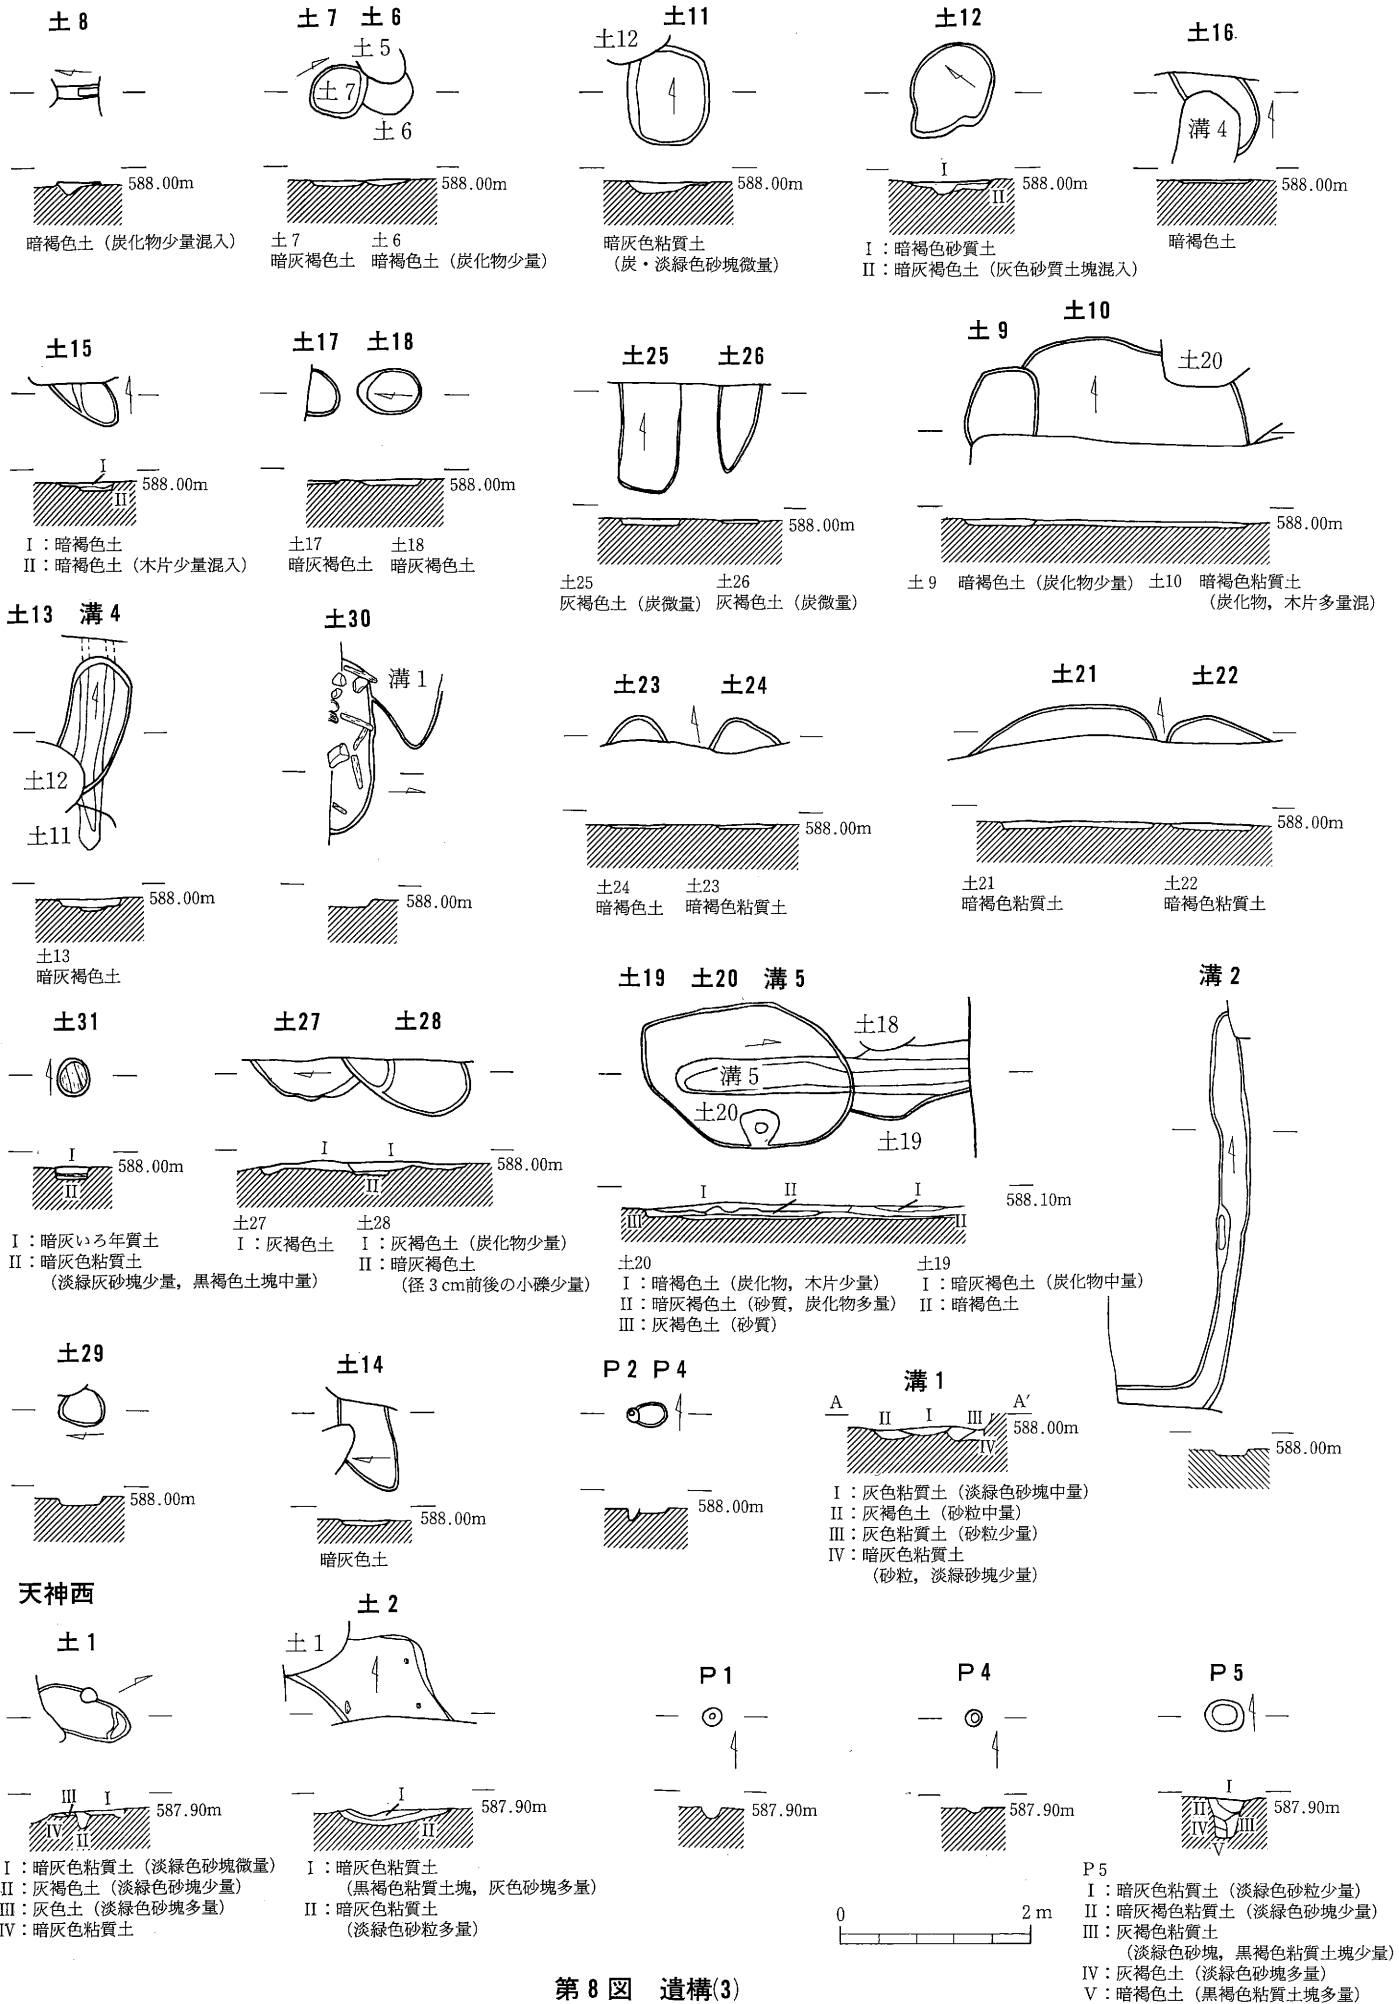 土8
588.00m
暗褐色土（炭化物少量混入）
土7　土6
土5
土7
土6
588.00m
土7　土6
暗灰褐色土　暗褐色土（炭化物少量）
土11
土12
588.00m
暗灰色粘質土
（炭・淡緑色砂塊微量）
土12
I
II
588.00m
I：暗褐色砂質土
II：暗灰褐色土（灰色砂質土塊混入）
土16
溝4
588.00m
暗褐色土
土15
I
II
588.00m
I：暗褐色土
II：暗褐色土（木片少量混入）
土17　土18
588.00m
土17　土18
暗灰褐色土　暗灰褐色土
土25　土26
588.00m
土25　土26
灰褐色土（炭微量）　灰褐色土（炭微量）
土9　土10
土20
588.00m
土9　暗褐色土（炭化物少量）　土10　暗褐色粘質土
（炭化物，木片多量混）
土13　溝4
土12
土11
588.00m
土13
暗灰褐色土
土30
溝1
588.00m
土23　土24
588.00m
土24　土23
暗褐色土　暗褐色粘質土
土21　土22
588.00m
土21　土22
暗褐色粘質土　暗褐色粘質土
土31
I
II
588.00m
I：暗灰いろ年質土
II：暗灰色粘質土
（淡緑灰砂塊少量，黒褐色土塊中量）
土27　土28
I　I
II
588.00m
土27　土28
I：灰褐色土　I：灰褐色土（炭化物少量）
II：暗灰褐色土
（径3cm前後の小礫少量）
土19　土20　溝5
土18
溝5
土20
土19
I　II　I
III　II
588.10m
土20　土19
I：暗褐色土（炭化物，木片少量）　I：暗灰褐色土（炭化物中量）
II：暗灰褐色土（砂質，炭化物多量）　II：暗褐色土
III：灰褐色土（砂質）
溝2
588.00m
土29
588.00m
土14
588.00m
暗灰色土
P2　P4
588.00m
溝1
A　A′
II　I　III
IV
588.00m
I：灰色粘質土（淡緑色砂塊中量）
II：灰褐色土（砂粒中量）
III：灰色粘質土（砂粒少量）
IV：暗灰色粘質土
（砂粒，淡緑砂塊少量）
天神西
土1
III　I
IV　II
587.90m
I：暗灰色粘質土（淡緑色砂塊微量）
II：灰褐色土（淡緑色砂塊少量）
III：灰色土（淡緑色砂塊多量）
IV：暗灰色粘質土
土2
土1
I
II
587.90m
I：暗灰色粘質土
（黒褐色粘質土塊，灰色砂塊多量）
II：暗灰色粘質土
（淡緑色砂粒多量）
P1
587.90m
P4
587.90m
P5
I
II
IV　III
V
587.90m
P5
I：暗灰色粘質土（淡緑色砂粒少量）
II：暗灰褐色粘質土（淡緑色砂塊少量）
III：灰褐色粘質土
（淡緑色砂塊，黒褐色粘質土塊少量）
IV：灰褐色土（淡緑色砂塊多量）
V：暗褐色土（黒褐色粘質土塊多量）
0　2m
第8図　遺構(3)